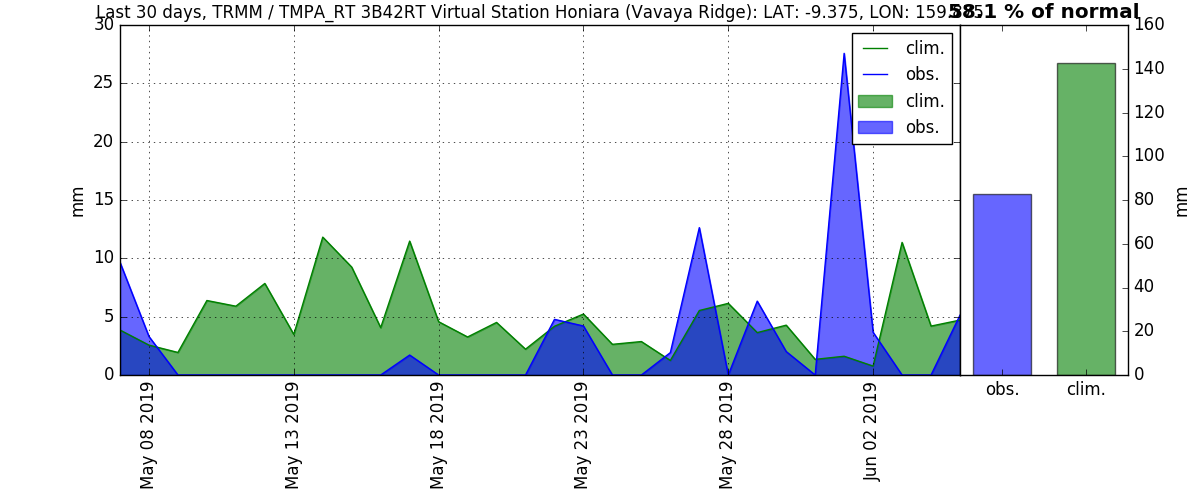 Last 30 days, TRMM / TMPA_RT 3B42RT Virtual Station Honiara (Vavaya Ridge): LAT: -9.375, LON:
58.1 % of normal
30
25
20
15
10
5
0
mm
clim.
obs.
clim.
obs.
May 08 2019
May 13 2019
May 18 2019
May 23 2019
May 28 2019
Jun 02 2019
160
140
120
100
80
60
40
20
0
mm
obs.
clim.